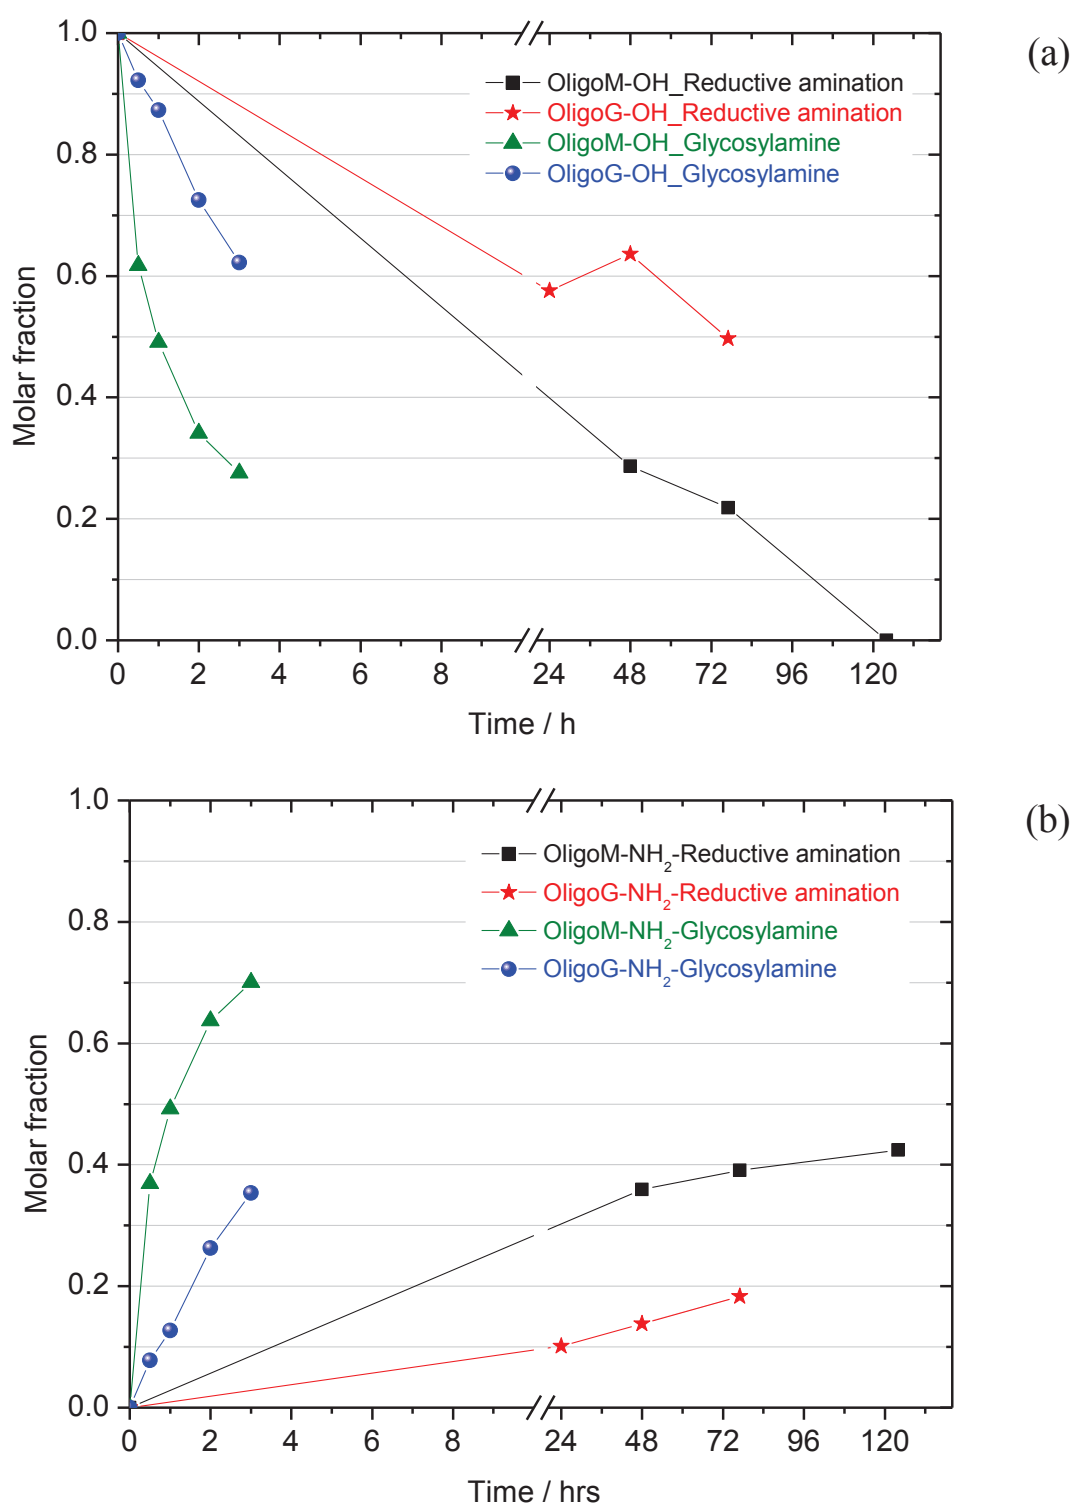 (a)
1.0
0.8
0.6
0.4
0.2
0.0
Molar fraction
OligoM-OH_Reductive amination
OligoG-OH_Reductive amination
OligoM-OH_Glycosylamine
OligoG-OH_Glycosylamine
0 2 4 6 8 24 48 72 96 120
Time / h
(b)
1.0
0.8
0.6
0.4
0.2
0.0
Molar fraction
OligoM-NH₂-Reductive amination
OligoG-NH₂-Reductive amination
OligoM-NH₂-Glycosylamine
OligoG-NH₂-Glycosylamine
0 2 4 6 8 24 48 72 96 120
Time / hrs